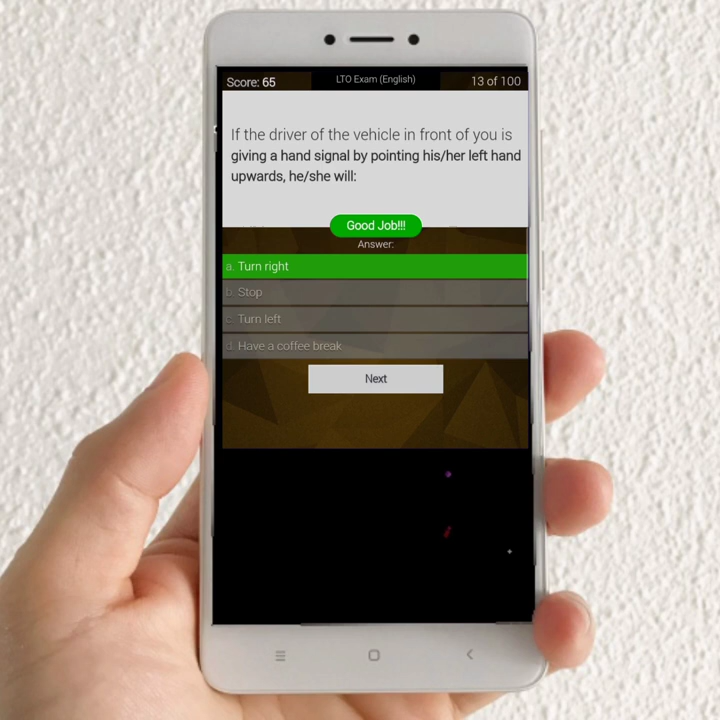 Score: 65 LTO Exam (English) 13 of 100
If the driver of the vehicle in front of you is
giving a hand signal by pointing his/her left hand
upwards, he/she will:
Good Job!!!
Answer:
a. Turn right
b. Stop
c. Turn left
d. Have a coffee break
Next